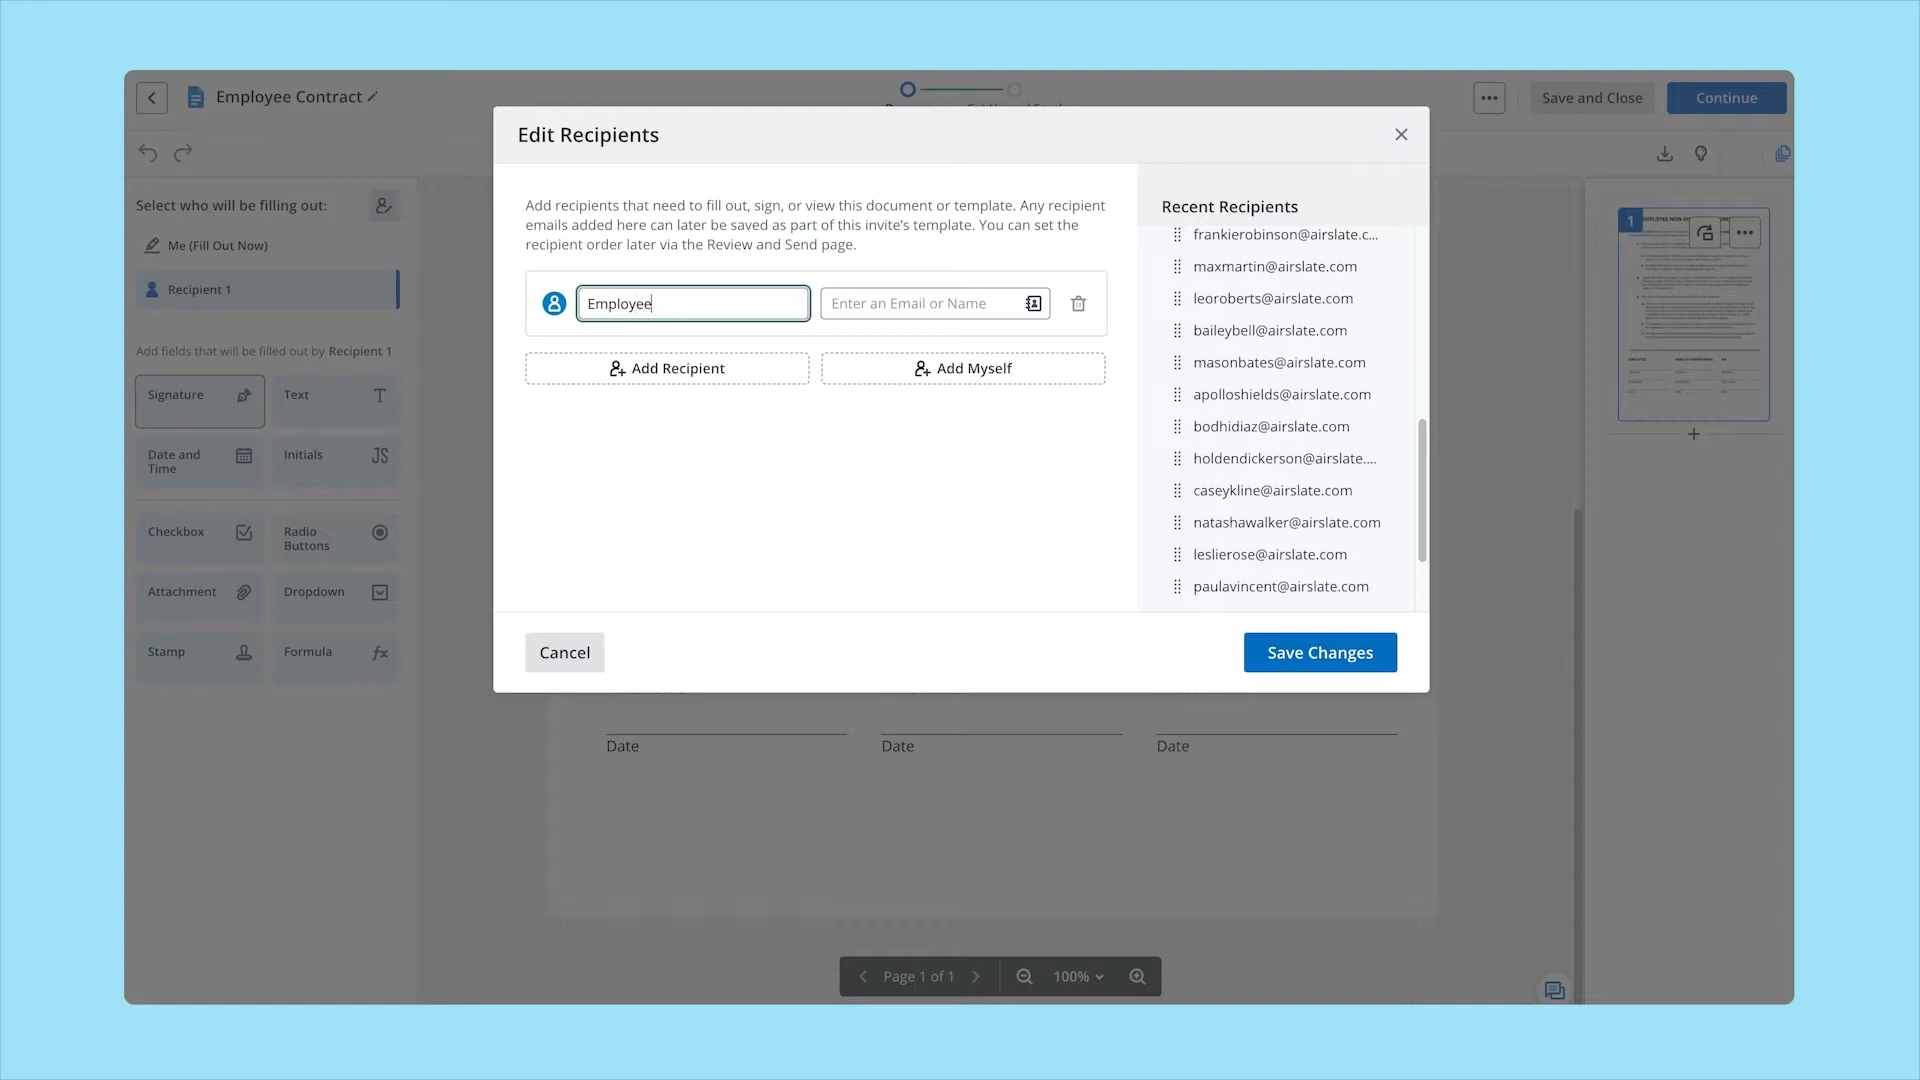 Employee Contract
Save and Close
Continue
Edit Recipients
Select who will be filling out:
Me (Fill Out Now)
Recipient 1
Add fields that will be filled out by Recipient 1
Signature
Text
Date and
Time
Initials
Checkbox
Radio
Buttons
Attachment
Dropdown
Stamp
Formula
Add recipients that need to fill out, sign, or view this document or template. Any recipient
emails added here can later be saved as part of this invite's template. You can set the
recipient order later via the Review and Send page.
Employee
Enter an Email or Name
Add Recipient
Add Myself
Recent Recipients
frankierobinson@airslate.c...
maxmartin@airslate.com
leoroberts@airslate.com
baileybell@airslate.com
masonbates@airslate.com
apolloshields@airslate.com
bodhidiaz@airslate.com
holdendickerson@airslate....
caseykline@airslate.com
natashawalker@airslate.com
leslierose@airslate.com
paulavincent@airslate.com
Cancel
Save Changes
1
Date
Date
Date
Page 1 of 1
100%